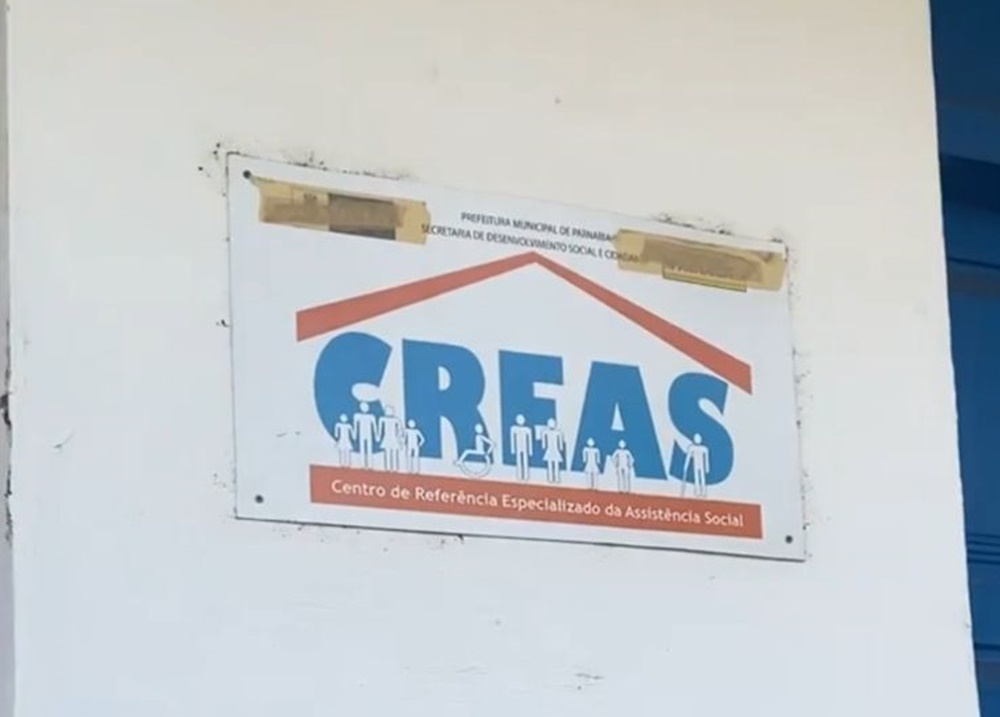 PREFEITURA MUNICIPAL DE PARNAIBA
SECRETARIA DE DESENVOLVIMENTO SOCIAL E
CREAS
Centro de Referência Especializado da Assistência Social